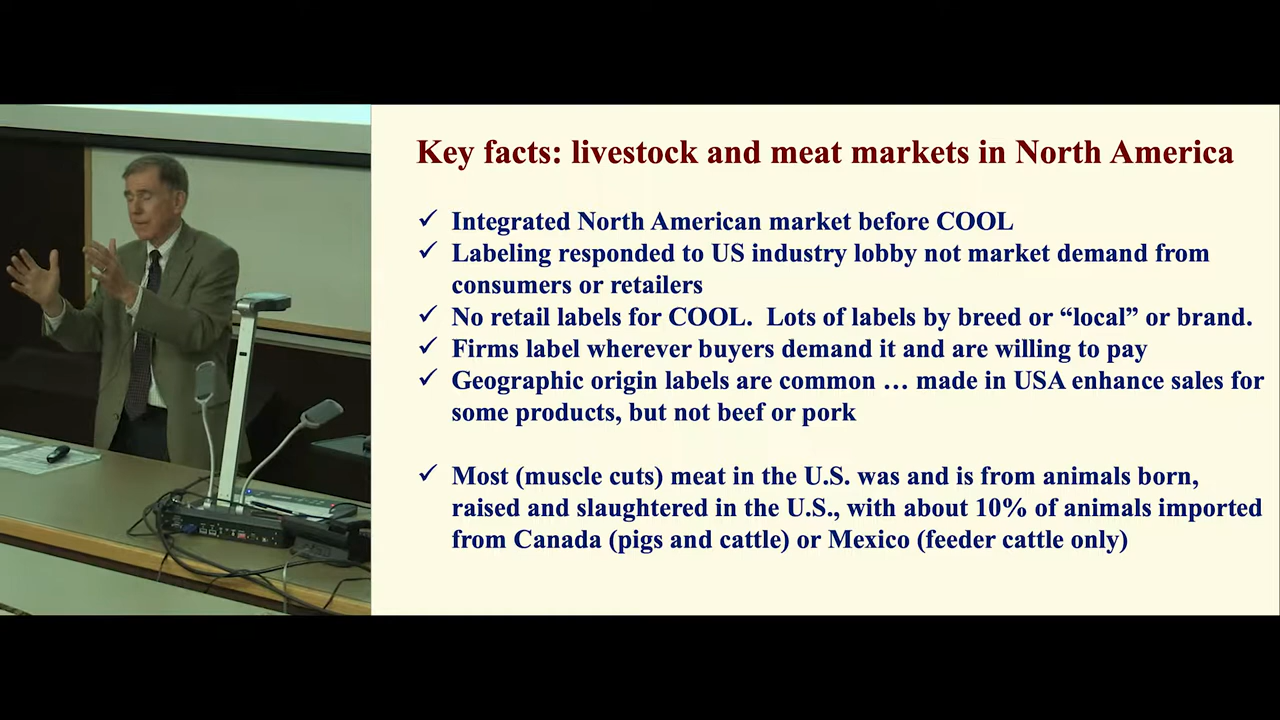 Key facts: livestock and meat markets in North America
✓ Integrated North American market before COOL
✓ Labeling responded to US industry lobby not market demand from
consumers or retailers
✓ No retail labels for COOL. Lots of labels by breed or “local” or brand.
✓ Firms label wherever buyers demand it and are willing to pay
✓ Geographic origin labels are common … made in USA enhance sales for
some products, but not beef or pork
✓ Most (muscle cuts) meat in the U.S. was and is from animals born,
raised and slaughtered in the U.S., with about 10% of animals imported
from Canada (pigs and cattle) or Mexico (feeder cattle only)